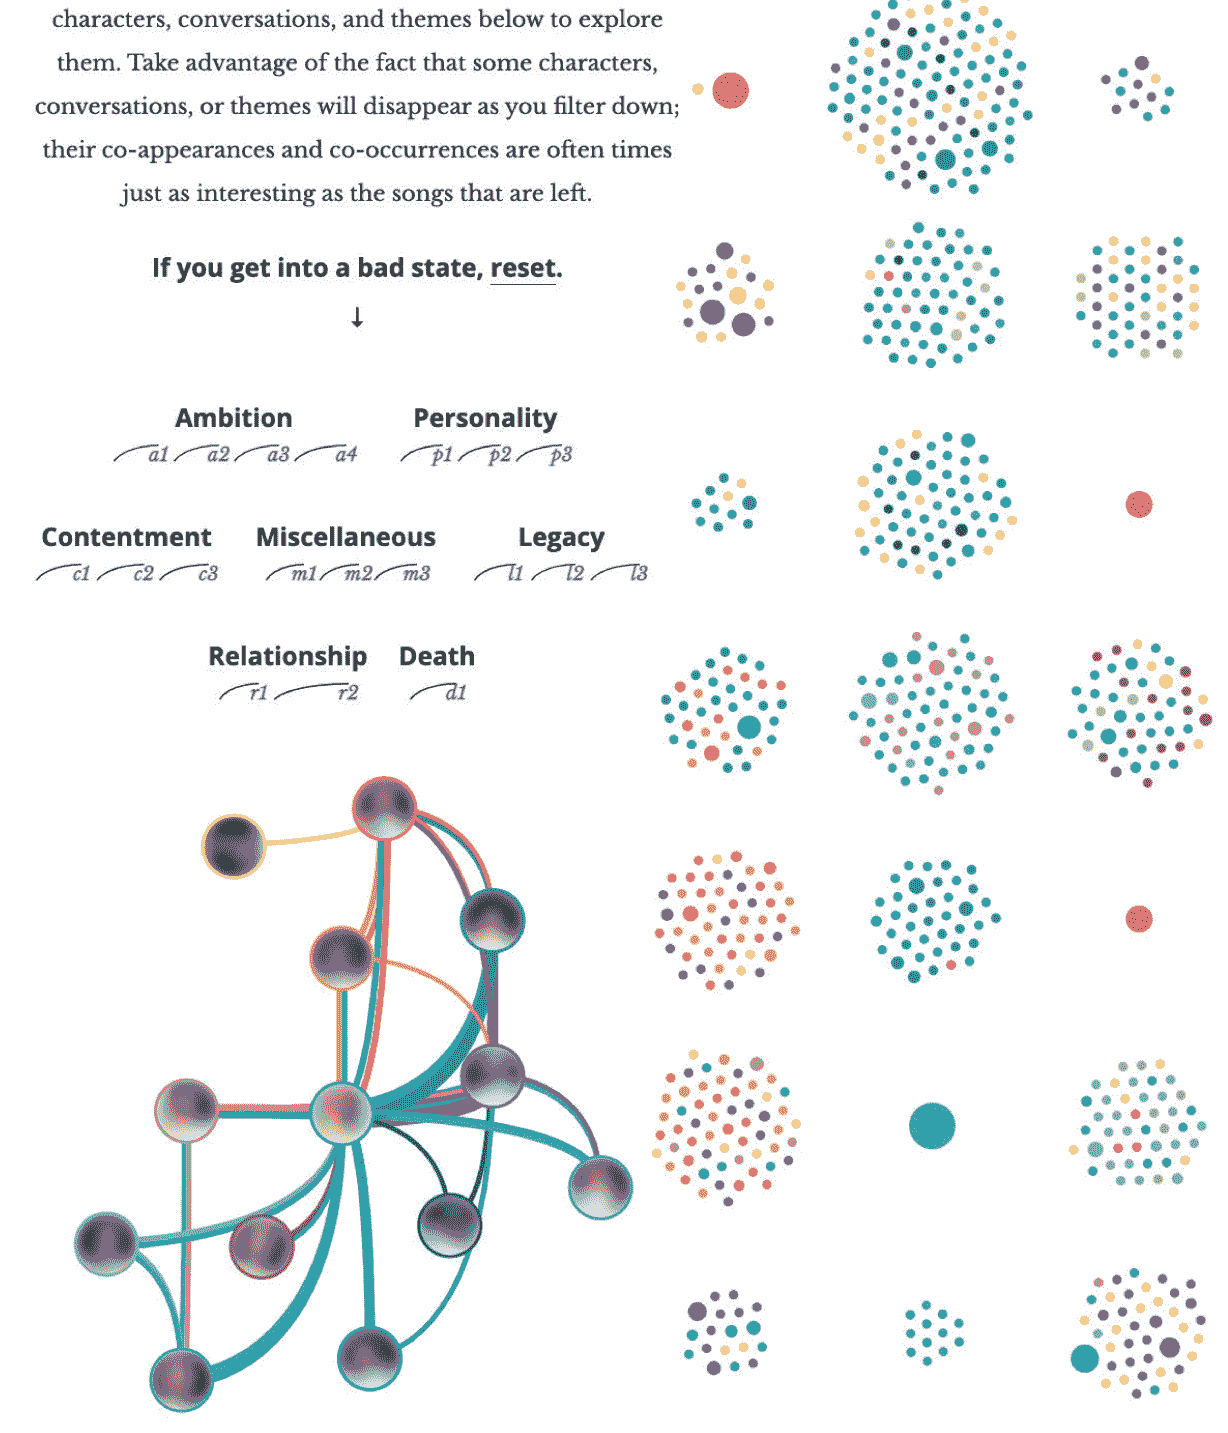 characters, conversations, and themes below to explore
them. Take advantage of the fact that some characters,
conversations, or themes will disappear as you filter down;
their co-appearances and co-occurrences are often times
just as interesting as the songs that are left.
If you get into a bad state, reset.
↓
Ambition Personality
a1 a2 a3 a4 p1 p2 p3
Contentment Miscellaneous Legacy
c1 c2 c3 m1 m2 m3 l1 l2 l3
Relationship Death
r1 r2 d1